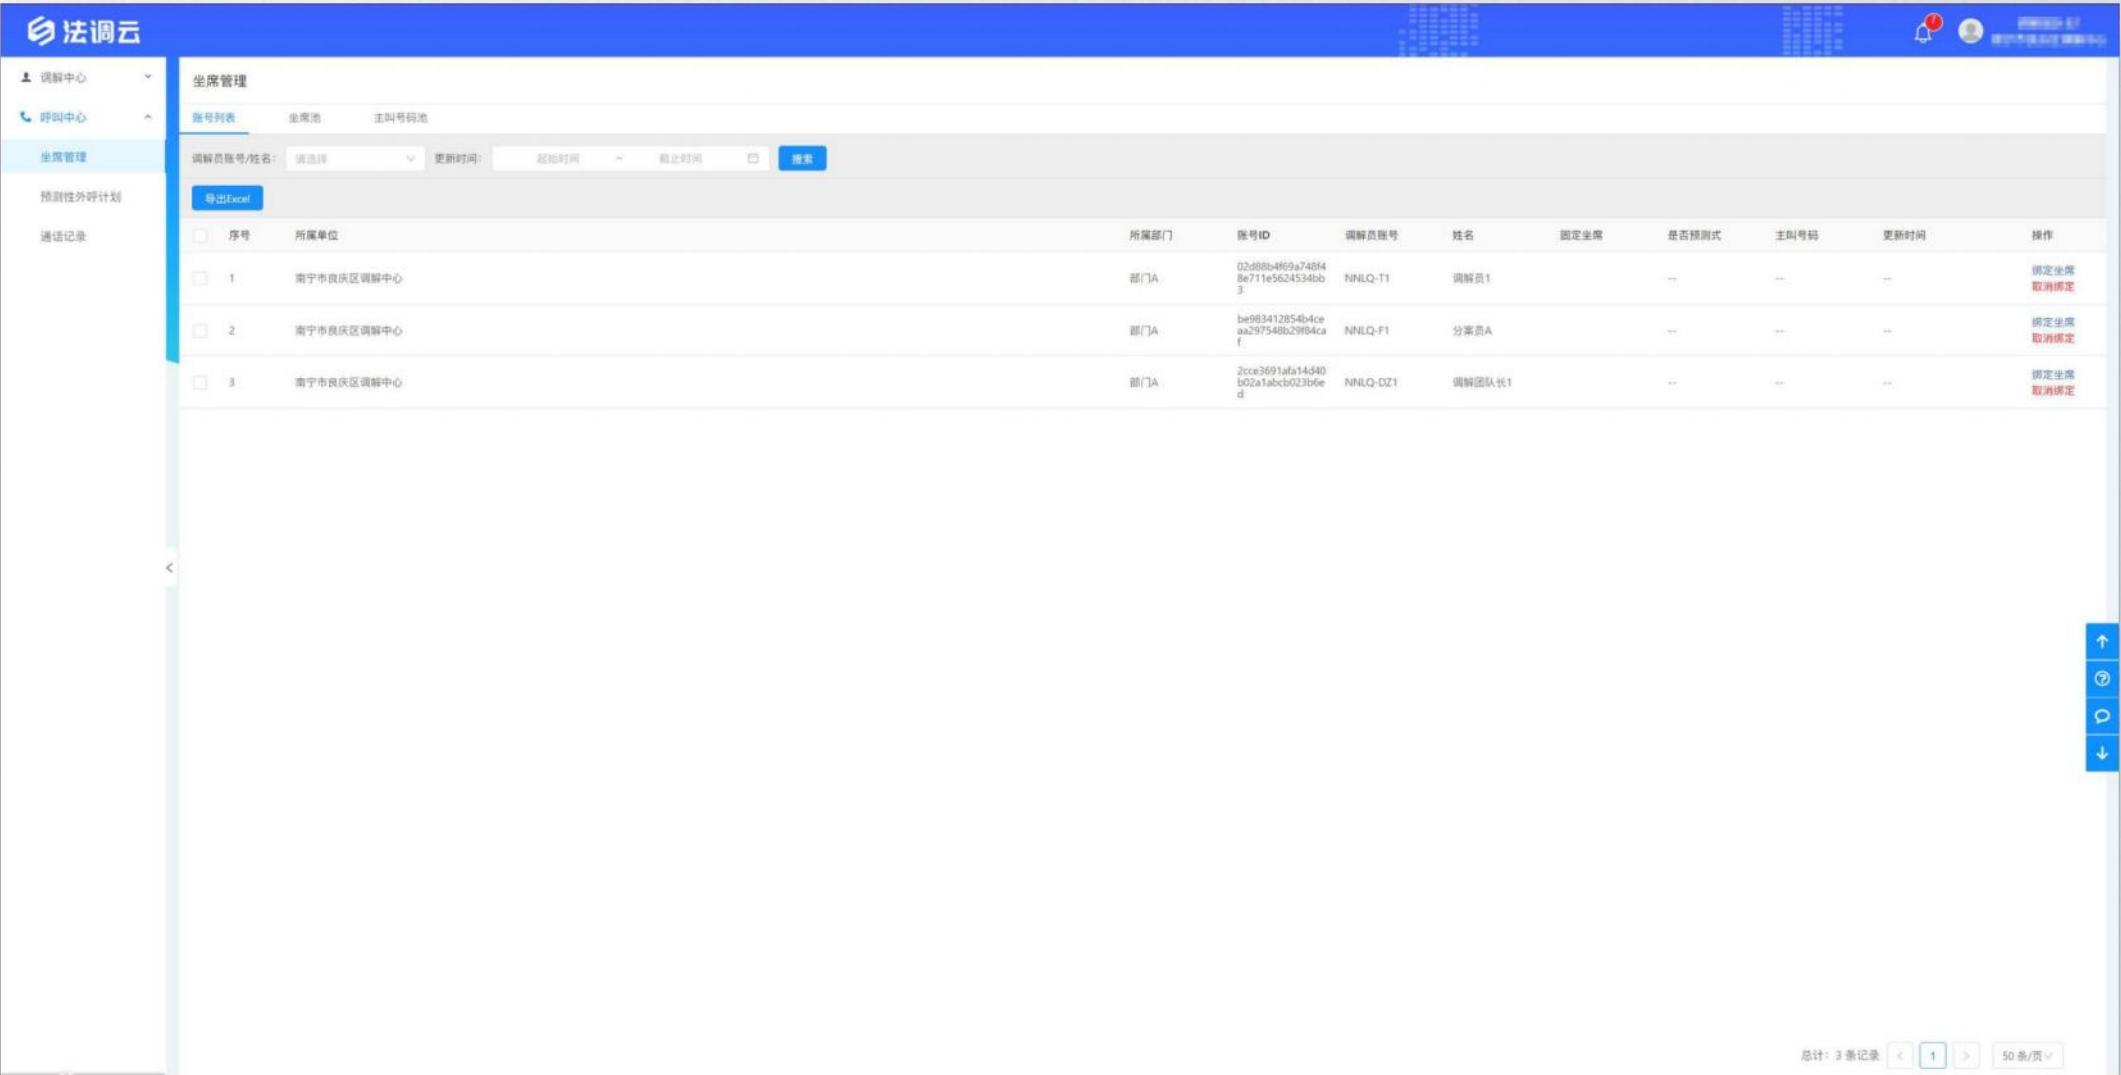 法调云
调解中心
呼叫中心
坐席管理
预测性外呼计划
通话记录
坐席管理
账号列表 坐席池 主叫号码池
调解员账号/姓名: 请选择 更新时间: 起始时间 ~ 截止时间 搜索
导出Excel
序号 所属单位 所属部门 账号ID 调解员账号 姓名 固定坐席 是否预测式 主叫号码 更新时间 操作
1 南宁市良庆区调解中心 部门A 02d88b4f69a748f48e711e5624534bb3 NNLQ-T1 调解员1 -- -- -- 绑定坐席 取消绑定
2 南宁市良庆区调解中心 部门A be983412854b4ceaa297548b29f84caf NNLQ-F1 分案员A -- -- -- 绑定坐席 取消绑定
3 南宁市良庆区调解中心 部门A 2cce3691afa14d40b02a1abcb023b6ed NNLQ-DZ1 调解团队长1 -- -- -- 绑定坐席 取消绑定
总计: 3 条记录 < 1 > 50 条/页